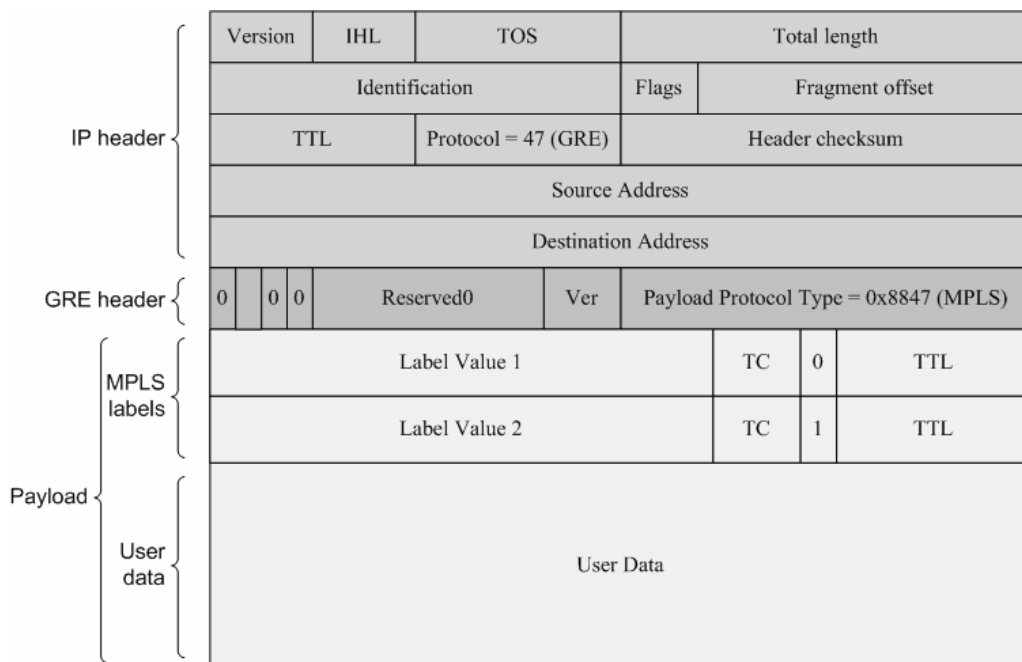 Version IHL TOS Total length
Identification Flags Fragment offset
IP header TTL Protocol = 47 (GRE) Header checksum
Source Address
Destination Address
GRE header 0 0 0 Reserved0 Ver Payload Protocol Type = 0x8847 (MPLS)
MPLS labels Label Value 1 TC 0 TTL
Label Value 2 TC 1 TTL
Payload
User data User Data